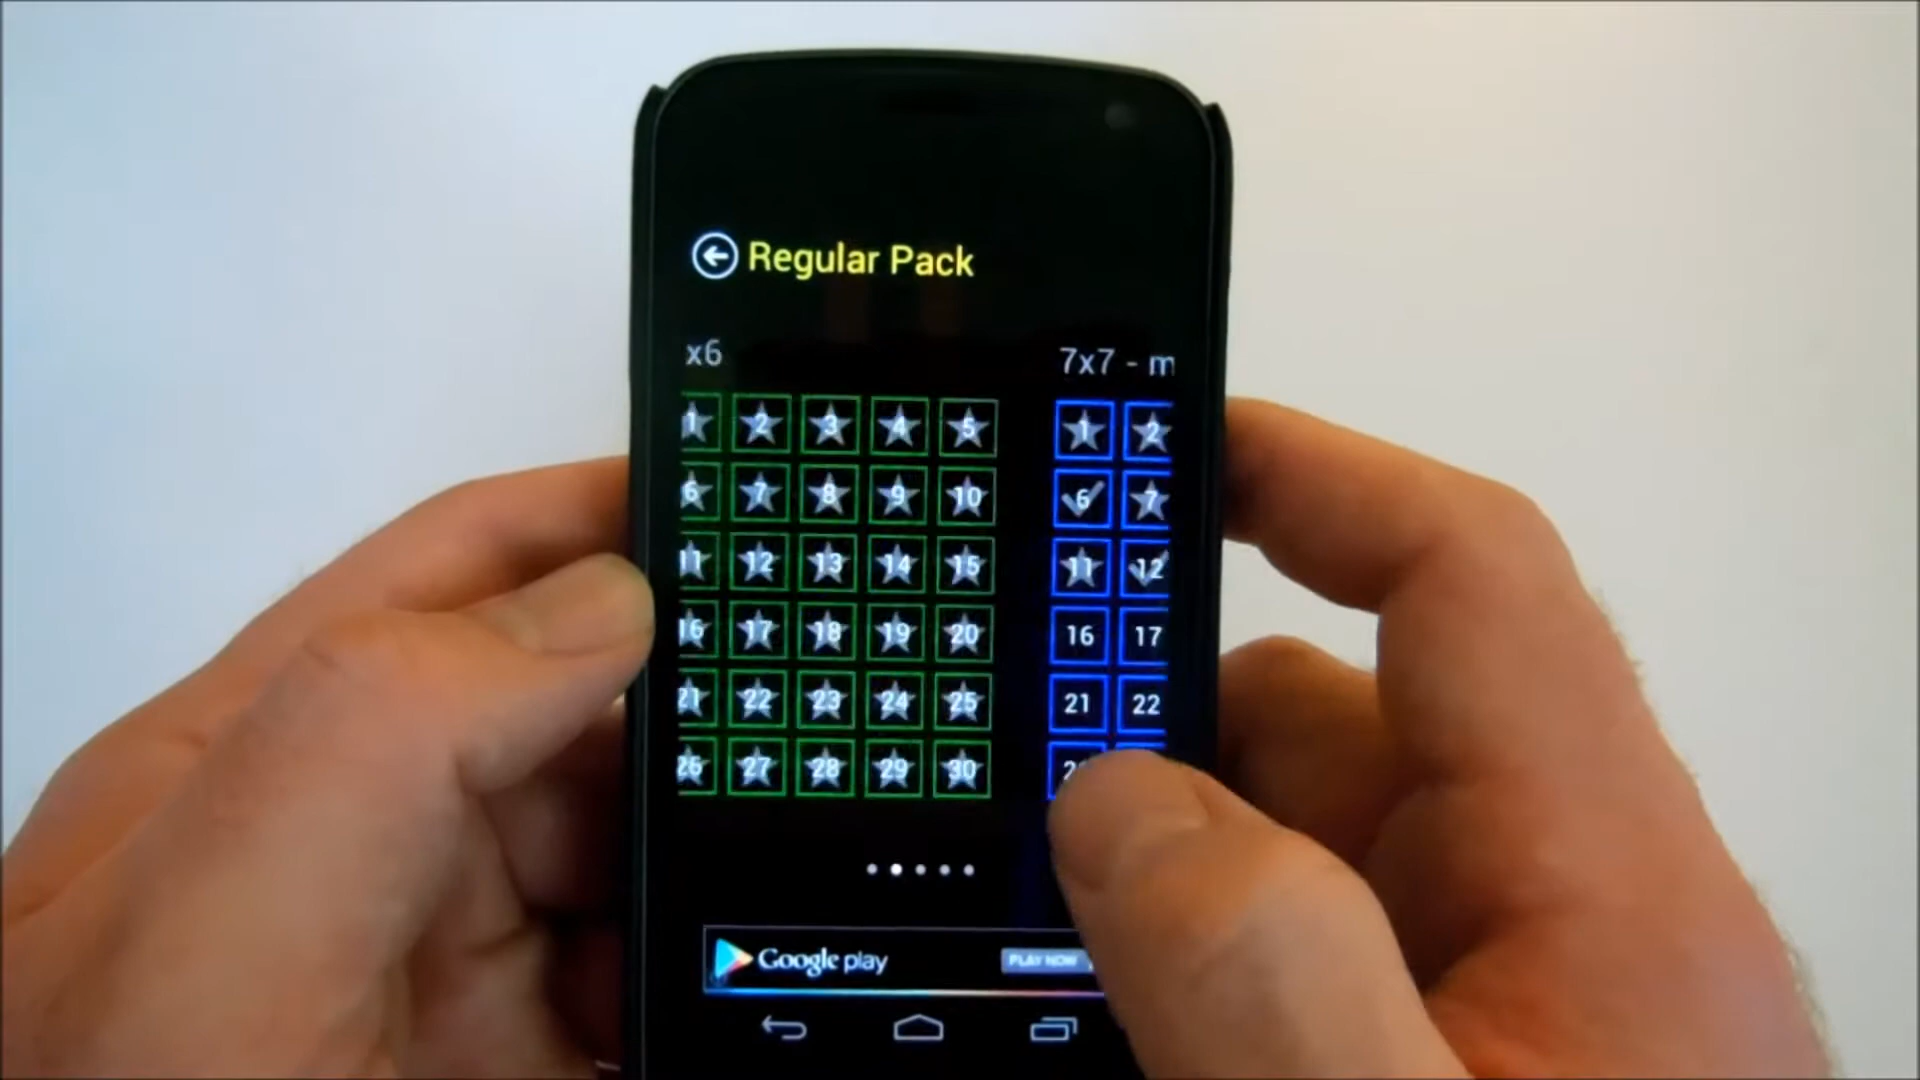 Regular Pack
x6
7x7 - m
1 2 3 4 5 1 2
6 7 8 9 10 6 7
11 12 13 14 15 11 12
16 17 18 19 20 16 17
21 22 23 24 25 21 22
26 27 28 29 30
Google play PLAY NOW